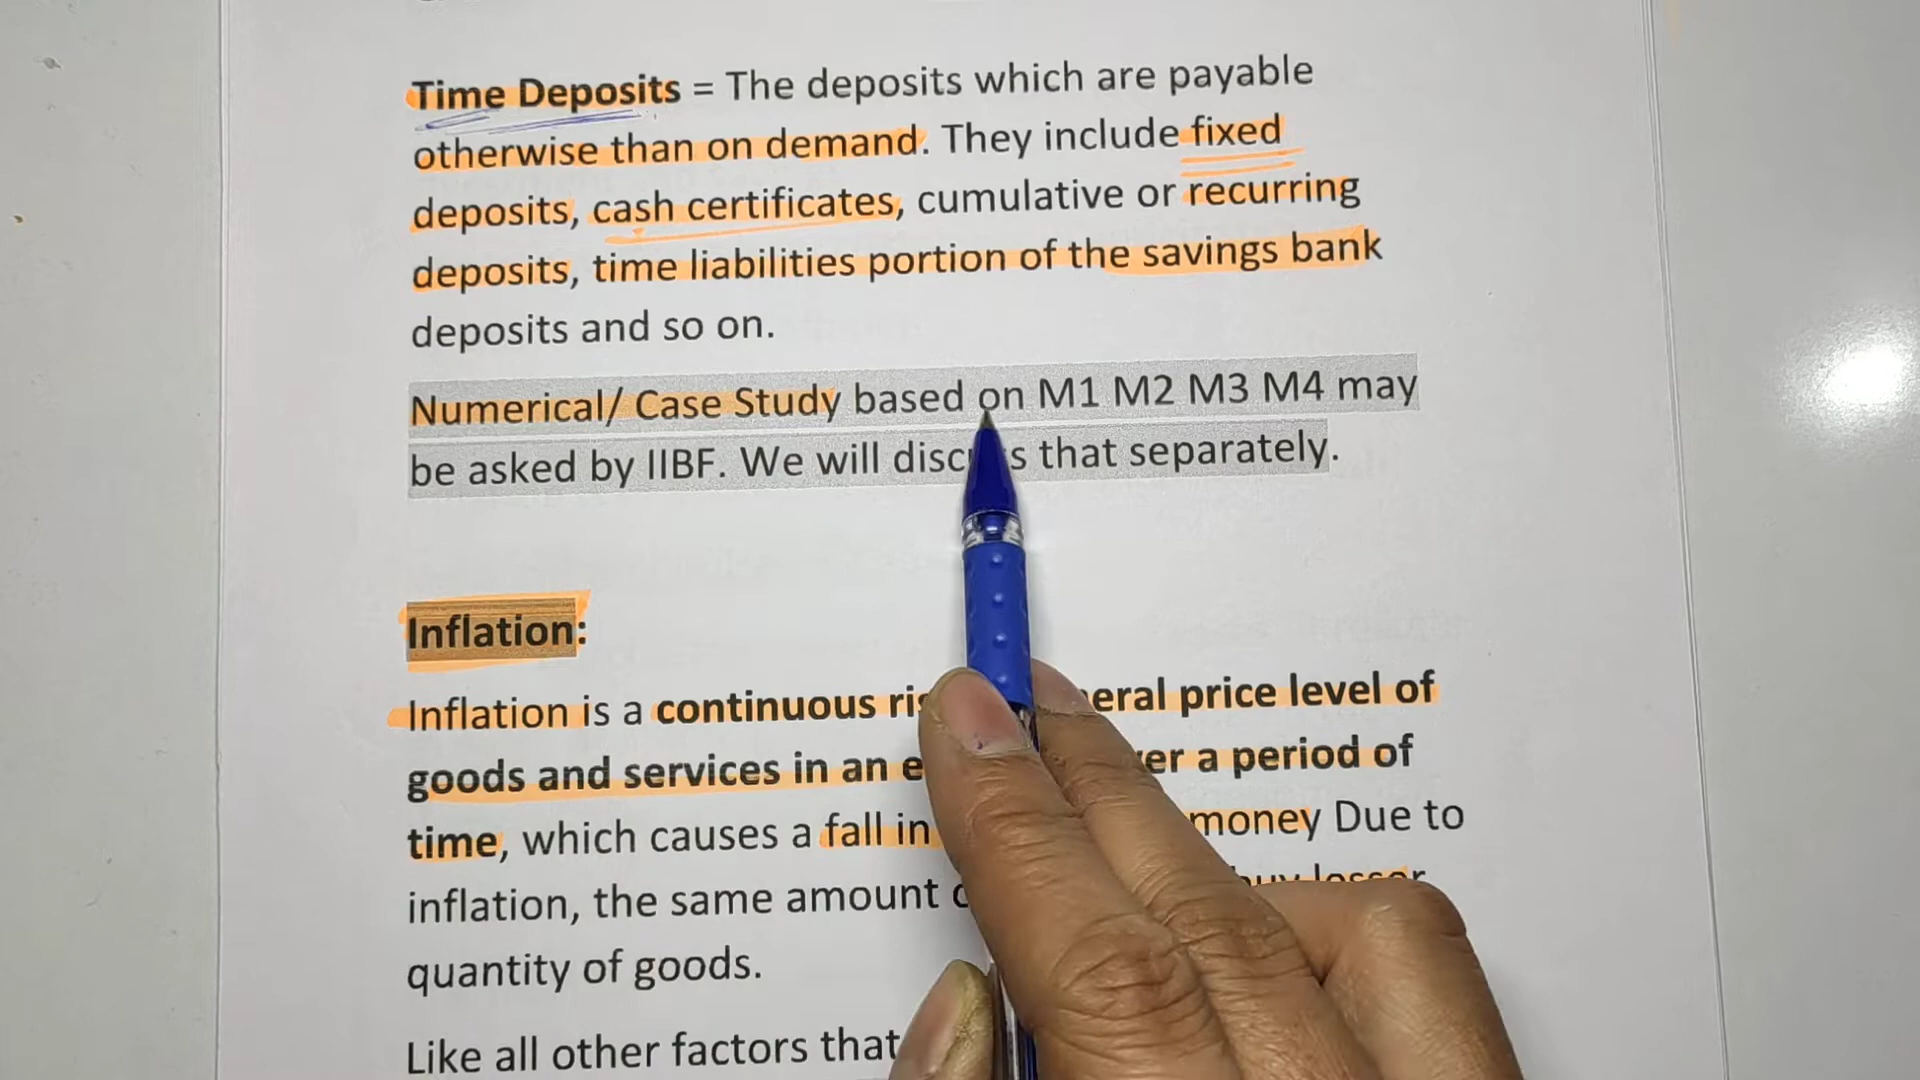 Time Deposits = The deposits which are payable
otherwise than on demand. They include fixed
deposits, cash certificates, cumulative or recurring
deposits, time liabilities portion of the savings bank
deposits and so on.
Numerical/ Case Study based on M1 M2 M3 M4 may
be asked by IIBF. We will discuss that separately.
Inflation:
Inflation is a continuous price level of
goods and services in an a period of
time, which causes a fall in money Due to
inflation, the same amount buy lesser
quantity of goods.
Like all other factors that